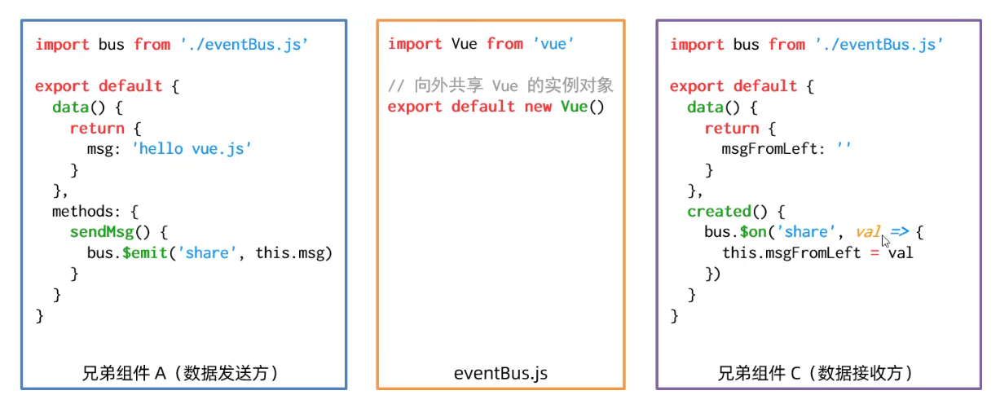 import bus from './eventBus.js’
export default {
data() {
return {
msg: 'hello vue.js’
}
},
methods: {
sendMsg() {
bus.$emit('share', this.msg)
}
}
}
兄弟组件 A（数据发送方）
import Vue from 'vue’
// 向外共享 Vue 的实例对象
export default new Vue()
eventBus.js
import bus from './eventBus.js’
export default {
data() {
return {
msgFromLeft: ''
}
},
created() {
bus.$on('share', val => {
this.msgFromLeft = val
})
}
}
兄弟组件 C（数据接收方）